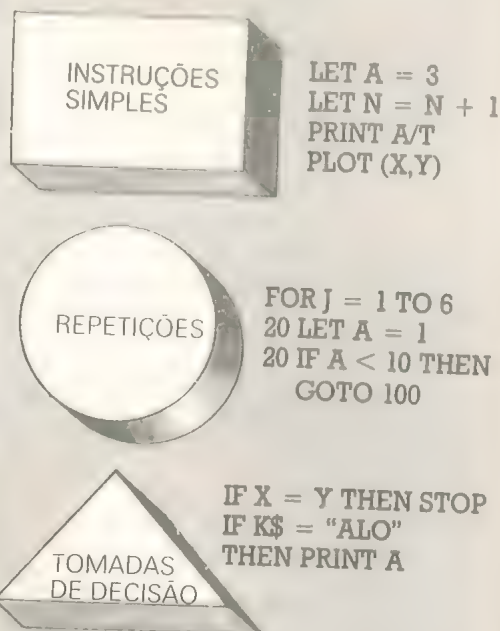 INSTRUÇÕES
SIMPLES
LET A = 3
LET N = N + 1
PRINT A/T
PLOT (X,Y)
REPETIÇÕES
FOR J = 1 TO 6
20 LET A = 1
20 IF A < 10 THEN
GOTO 100
TOMADAS
DE DECISÃO
IF X = Y THEN STOP
IF K$ = “ALO”
THEN PRINT A